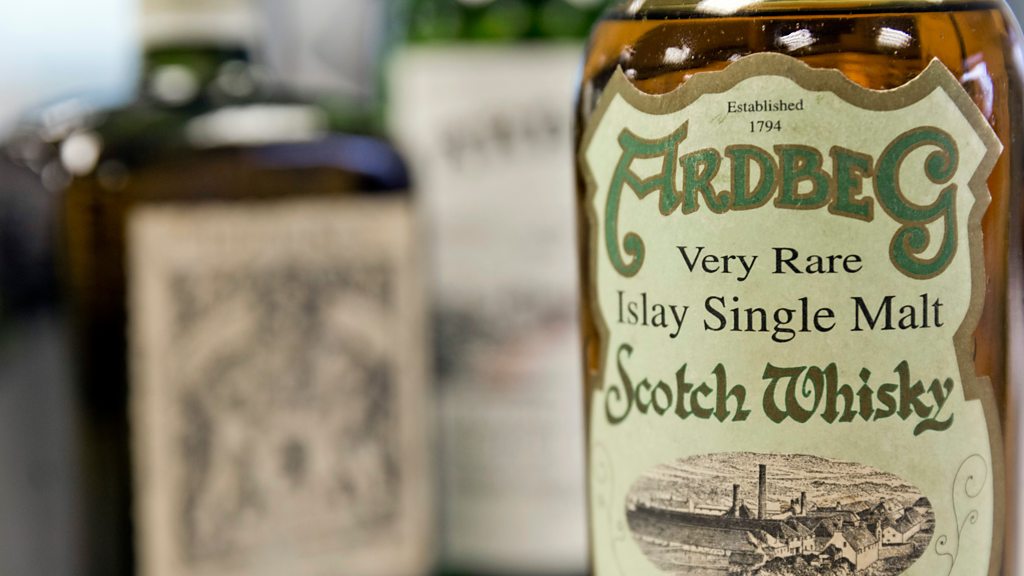 Established
1794
ARDBEG
Very Rare
Islay Single Malt
Scotch Whisky